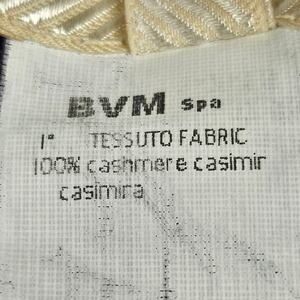 BVM spa
1° TESSUTO FABRIC
100% cashmere casimir
casimira